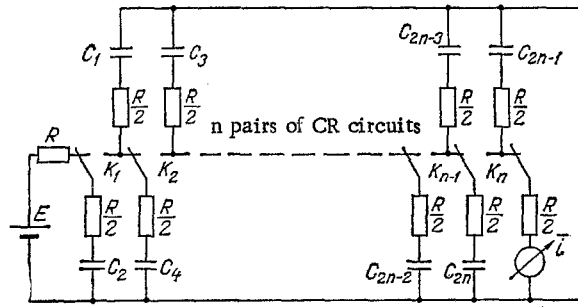 C₁ C₃ C₂ₙ₋₃ C₂ₙ₋₁
R/2 R/2 R/2 R/2
n pairs of CR circuits
R K₁ K₂ Kₙ₋₁ Kₙ
E R/2 R/2 R/2 R/2 R/2 i
C₂ C₄ C₂ₙ₋₂ C₂ₙ